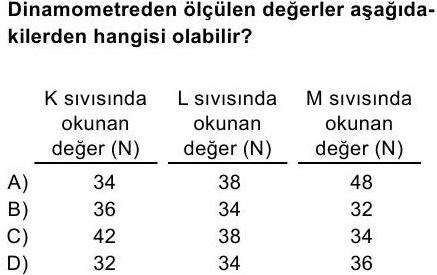 Dinamometreden ölçülen değerler aşağıda-
kilerden hangisi olabilir?
K sıvısında L sıvısında M sıvısında
okunan okunan okunan
değer (N) değer (N) değer (N)
A) 34 38 48
B) 36 34 32
C) 42 38 34
D) 32 34 36